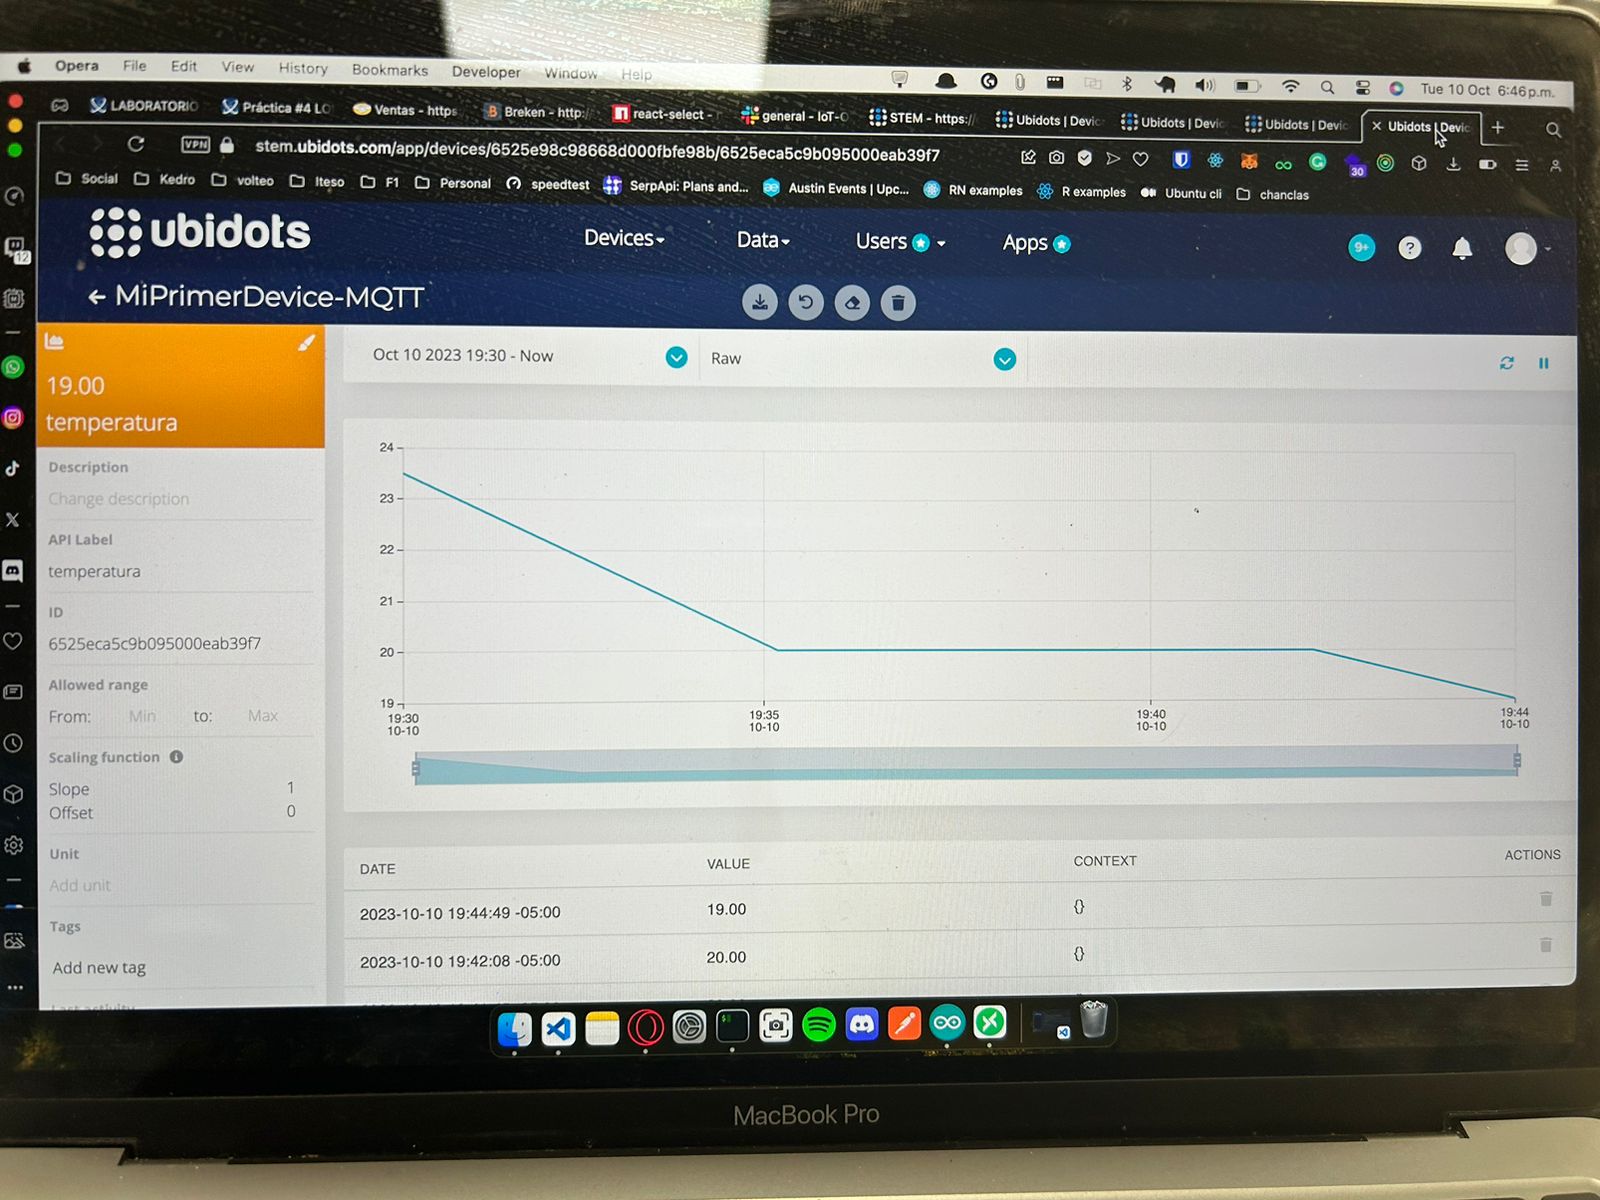 Opera File Edit View History Bookmarks Developer Window Help Tue 10 Oct 6:46 p.m.
LABORATORIO Práctica #4 LO Ventas - https Breken - http:/ react-select - general - IoT-O STEM - https:/ Ubidots | Devic Ubidots | Devic Ubidots | Devic Ubidots | Devic
VPN stem.ubidots.com/app/devices/6525e98c98668d000fbfe98b/6525eca5c9b095000eab39f7 30
Social Kedro volteo Iteso F1 Personal speedtest SerpApi: Plans and... Austin Events | Upc... RN examples R examples Ubuntu cli chanclas
12
ubidots Devices Data Users Apps 9+ ?
MiPrimerDevice-MQTT
19.00
temperatura
Description
Change description
API Label
temperatura
ID
6525eca5c9b095000eab39f7
Allowed range
From: Min to: Max
Scaling function
Slope 1
Offset 0
Unit
Add unit
Tags
Add new tag
Last activity
Oct 10 2023 19:30 - Now Raw
24
23
22
21
20
19
19:30 19:35 19:40 19:44
10-10 10-10 10-10 10-10
DATE VALUE CONTEXT ACTIONS
2023-10-10 19:44:49 -05:00 19.00 {}
2023-10-10 19:42:08 -05:00 20.00 {}
MacBook Pro